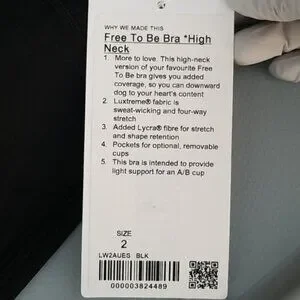 WHY WE MADE THIS
Free To Be Bra *High
Neck
1. More to love. This high-neck
version of your favourite Free
To Be bra gives you added
coverage, so you can downward
dog to your heart's content
2. Luxtreme® fabric is
sweat-wicking and four-way
stretch
3. Added Lycra® fibre for stretch
and shape retention
4. Pockets for optional, removable
cups
5. This bra is intended to provide
light support for an A/B cup
SIZE
2
LW2AUES BLK
000003824489